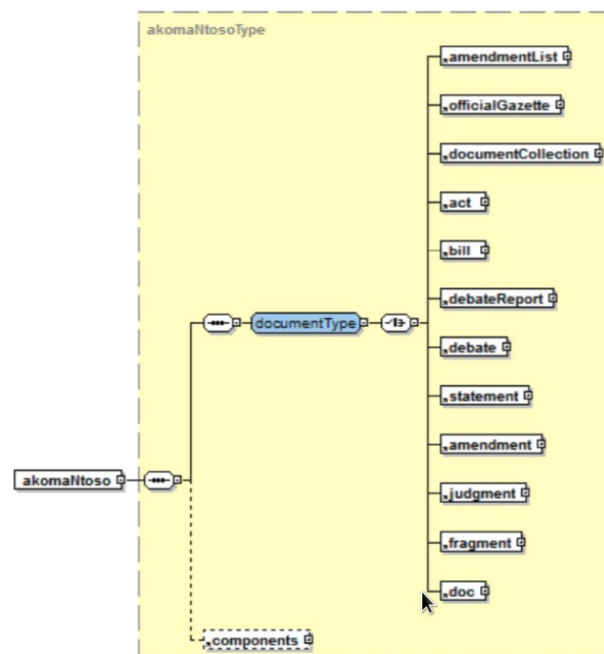 akomaNtosoType
amendmentList
officialGazette
documentCollection
act
bill
debateReport
documentType
debate
statement
amendment
akomaNtoso
judgment
fragment
doc
components